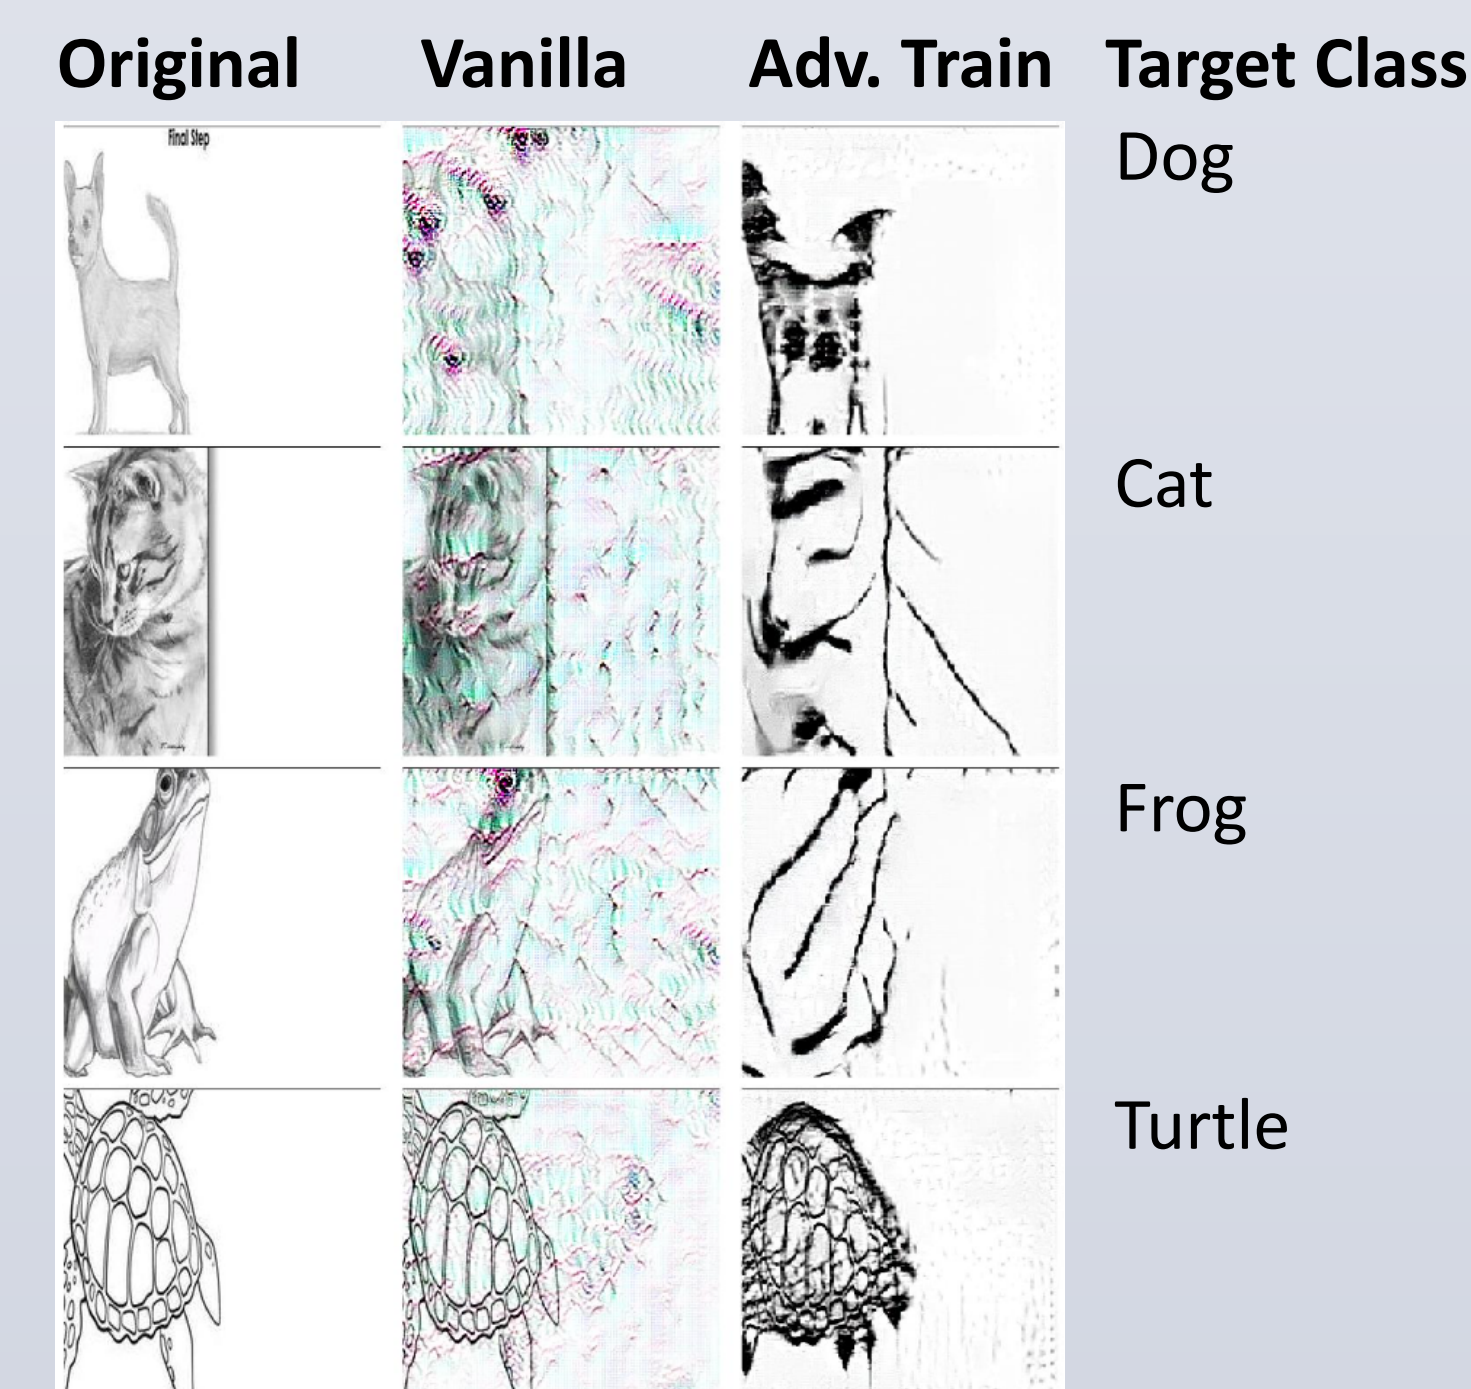 Original Vanilla Adv. Train Target Class
Final Step
Dog
Cat
Frog
Turtle